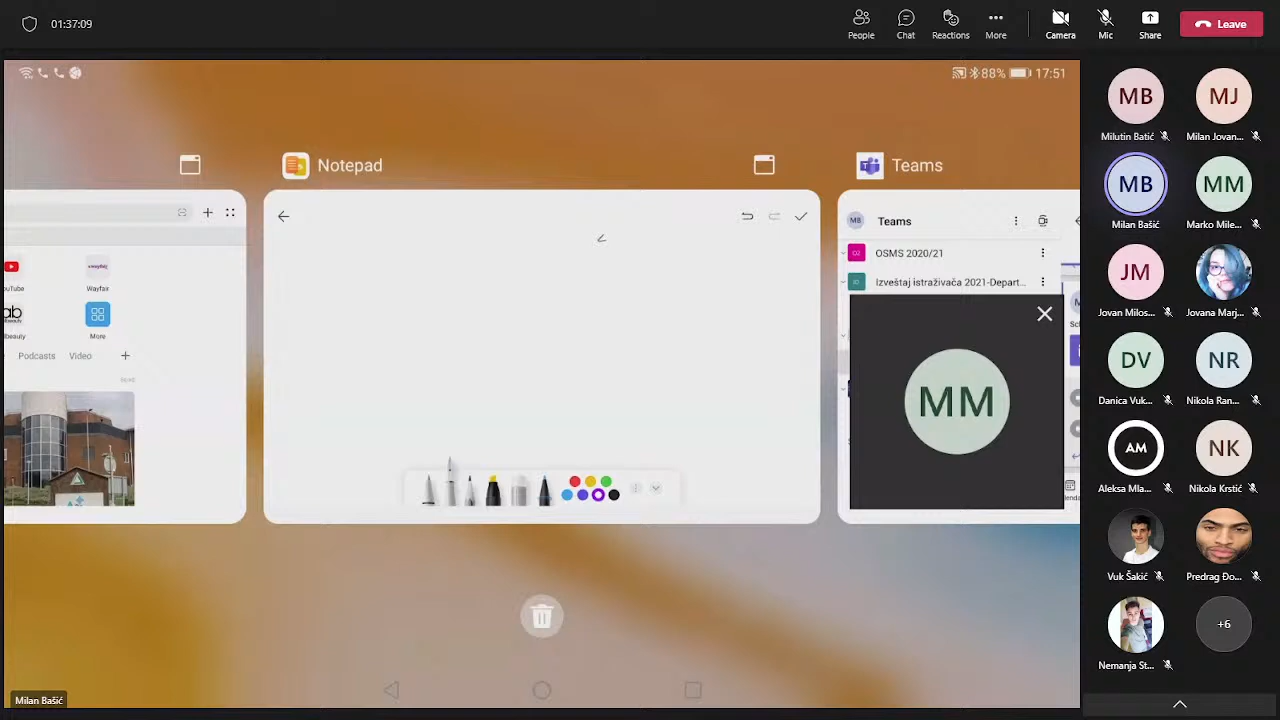 01:37:09
People
Chat
Reactions
More
Camera
Mic
Share
Leave
88%
17:51
Notepad
Teams
MB
Teams
OSMS 2020/21
Izveštaj istraživača 2021-Depart...
YouTube
Wayfair
beauty
More
Podcasts
Video
MM
MB
Milutin Batić
MJ
Milan Jovan...
MB
Milan Bašić
MM
Marko Mile...
JM
Jovan Milos...
Jovana Marj...
DV
Danica Vuk...
NR
Nikola Ran...
AM
Aleksa Mla...
NK
Nikola Krstić
Vuk Šakić
Predrag Đo...
Nemanja St...
+6
Milan Bašić